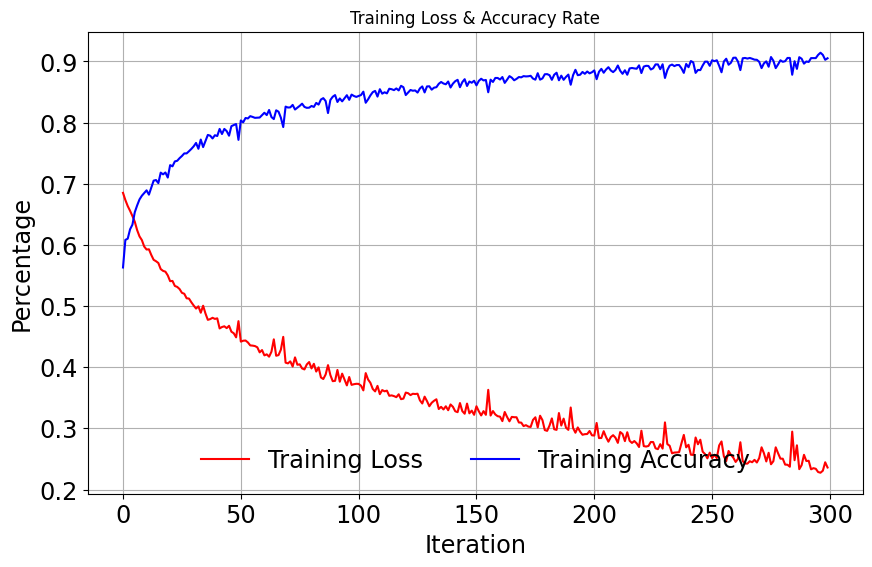 Training Loss & Accuracy Rate
Percentage
0.9
0.8
0.7
0.6
0.5
0.4
0.3
0.2
Training Loss
Training Accuracy
0 50 100 150 200 250 300
Iteration